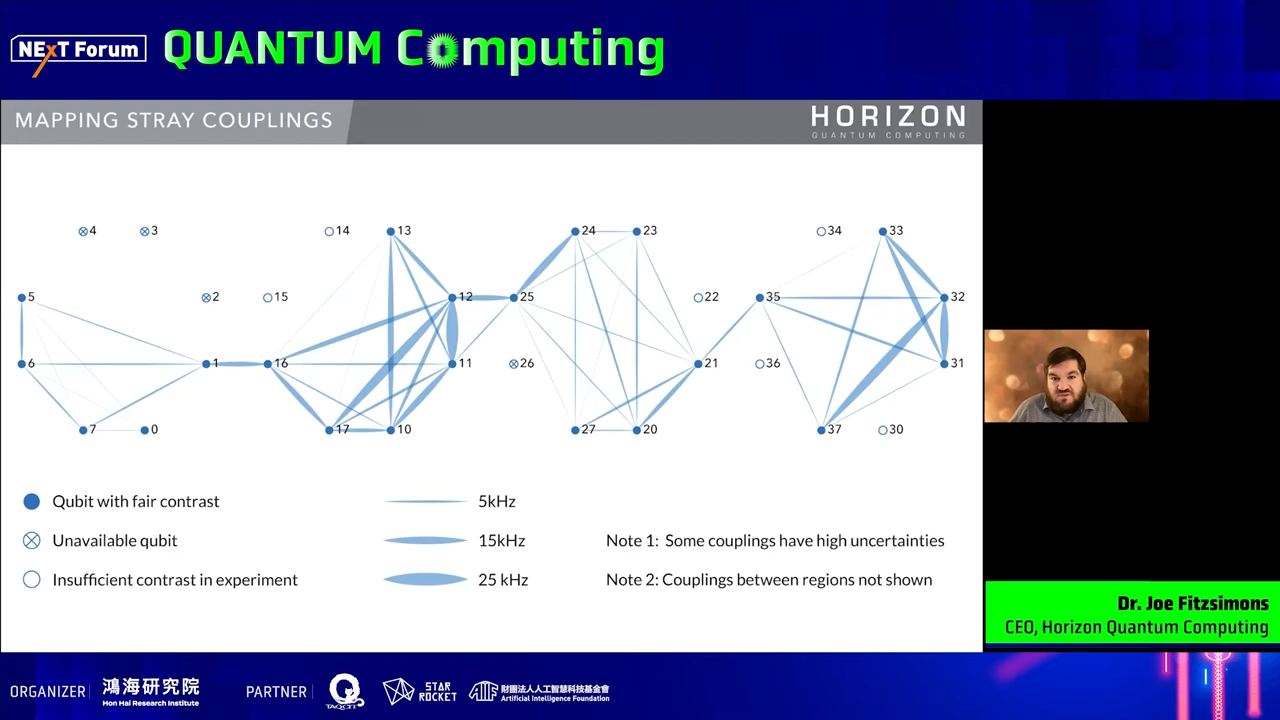 NExT Forum
QUANTUM Computing
MAPPING STRAY COUPLINGS
HORIZON
QUANTUM COMPUTING
4 3 14 13 24 23 34 33
5 2 15 12 25 22 35 32
6 1 16 11 26 21 36 31
7 0 17 10 27 20 37 30
Qubit with fair contrast
5kHz
Unavailable qubit
15kHz
Note 1: Some couplings have high uncertainties
Insufficient contrast in experiment
25 kHz
Note 2: Couplings between regions not shown
Dr. Joe Fitzsimons
CEO, Horizon Quantum Computing
ORGANIZER
鴻海研究院
Hon Hai Research Institute
PARTNER
TAQCIT
STAR
ROCKET
財團法人人工智慧科技基金會
Artificial Intelligence Foundation